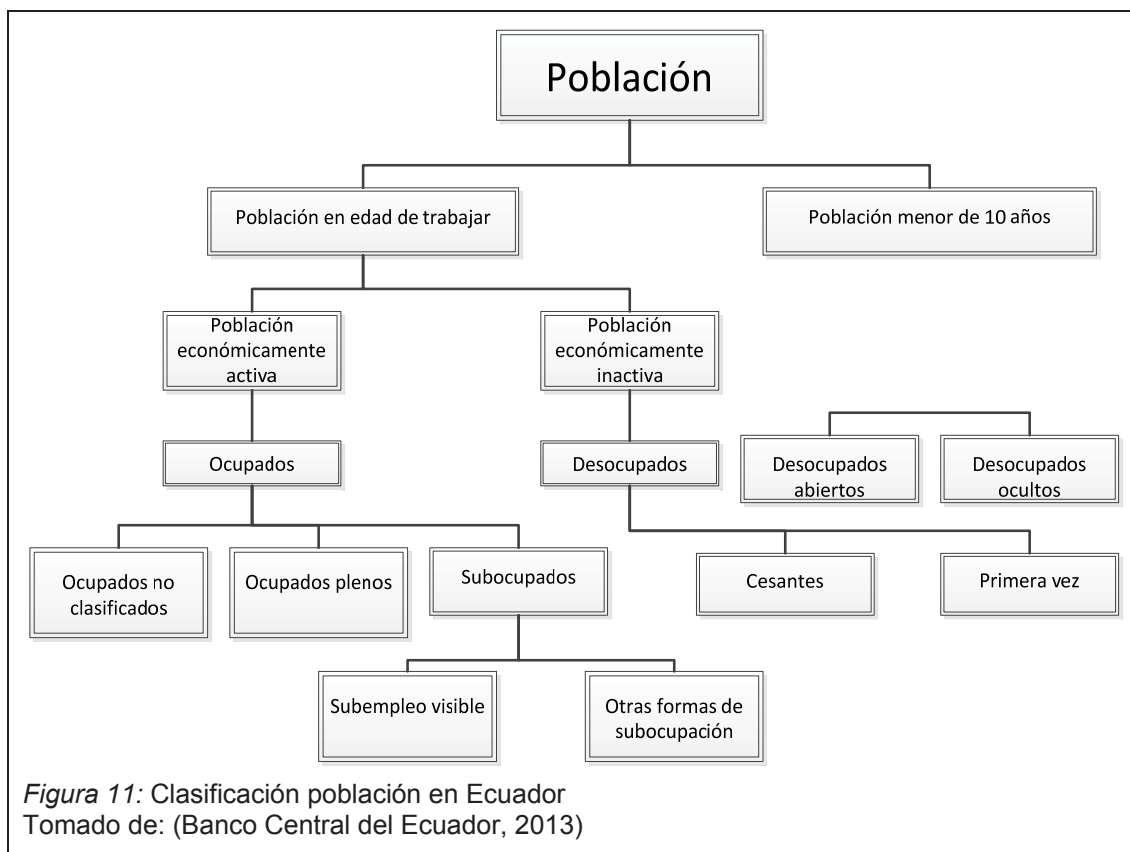 Población
Población en edad de trabajar
Población menor de 10 años
Población
económicamente
activa
Población
económicamente
inactiva
Ocupados
Desocupados
Desocupados
abiertos
Desocupados
ocultos
Ocupados no
clasificados
Ocupados plenos
Subocupados
Cesantes
Primera vez
Subempleo visible
Otras formas de
subocupación
Figura 11: Clasificación población en Ecuador
Tomado de: (Banco Central del Ecuador, 2013)